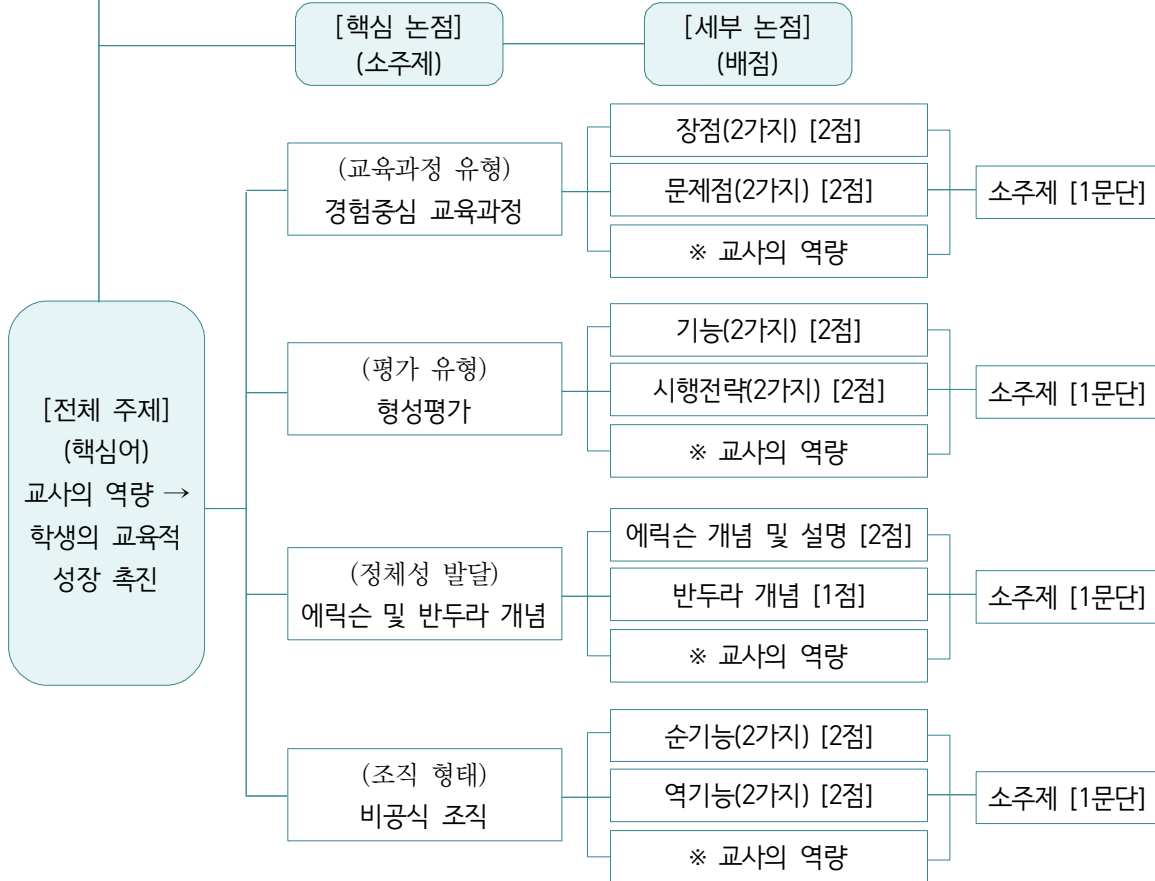 [핵심 논점]
(소주제)
[세부 논점]
(배점)
[전체 주제]
(핵심어)
교사의 역량 →
학생의 교육적
성장 촉진
(교육과정 유형)
경험중심 교육과정
장점(2가지) [2점]
문제점(2가지) [2점]
※ 교사의 역량
소주제 [1문단]
(평가 유형)
형성평가
기능(2가지) [2점]
시행전략(2가지) [2점]
※ 교사의 역량
소주제 [1문단]
(정체성 발달)
에릭슨 및 반두라 개념
에릭슨 개념 및 설명 [2점]
반두라 개념 [1점]
※ 교사의 역량
소주제 [1문단]
(조직 형태)
비공식 조직
순기능(2가지) [2점]
역기능(2가지) [2점]
※ 교사의 역량
소주제 [1문단]